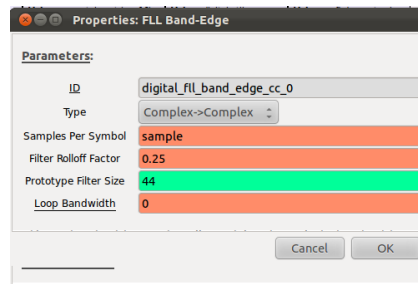 Properties: FLL Band-Edge
Parameters:
ID digital_fll_band_edge_cc_0
Type Complex->Complex
Samples Per Symbol sample
Filter Rolloff Factor 0.25
Prototype Filter Size 44
Loop Bandwidth 0
Cancel OK